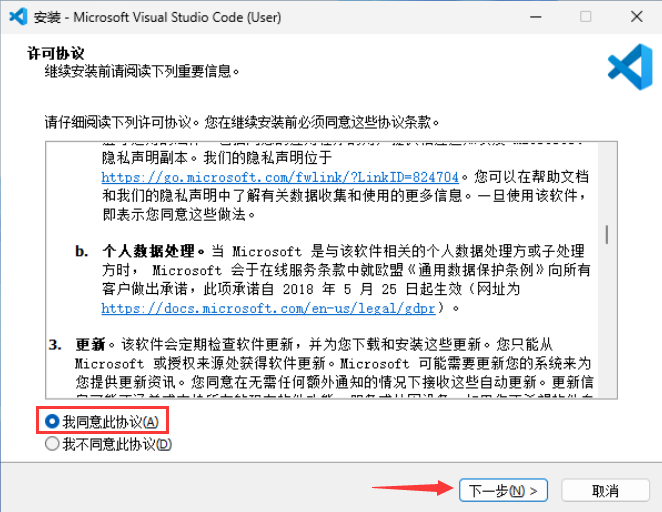 安装 - Microsoft Visual Studio Code (User)
许可协议
继续安装前请阅读下列重要信息。
请仔细阅读下列许可协议。您在继续安装前必须同意这些协议条款。
隐私声明副本。我们的隐私声明位于
https://go.microsoft.com/fwlink/?LinkID=824704。您可以在帮助文档
和我们的隐私声明中了解有关数据收集和使用的更多信息。一旦使用该软件，
即表示您同意这些做法。
b. 个人数据处理。当 Microsoft 是与该软件相关的个人数据处理方或子处理
方时， Microsoft 会于在线服务条款中就欧盟《通用数据保护条例》向所有
客户做出承诺，此项承诺自 2018 年 5 月 25 日起生效（网址为
https://docs.microsoft.com/en-us/legal/gdpr）。
3. 更新。该软件会定期检查软件更新，并为您下载和安装这些更新。您只能从
Microsoft 或授权来源处获得软件更新。Microsoft 可能需要更新您的系统来为
您提供更新资讯。您同意在无需任何额外通知的情况下接收这些自动更新。更新信
我同意此协议(A)
我不同意此协议(D)
下一步(N) >
取消